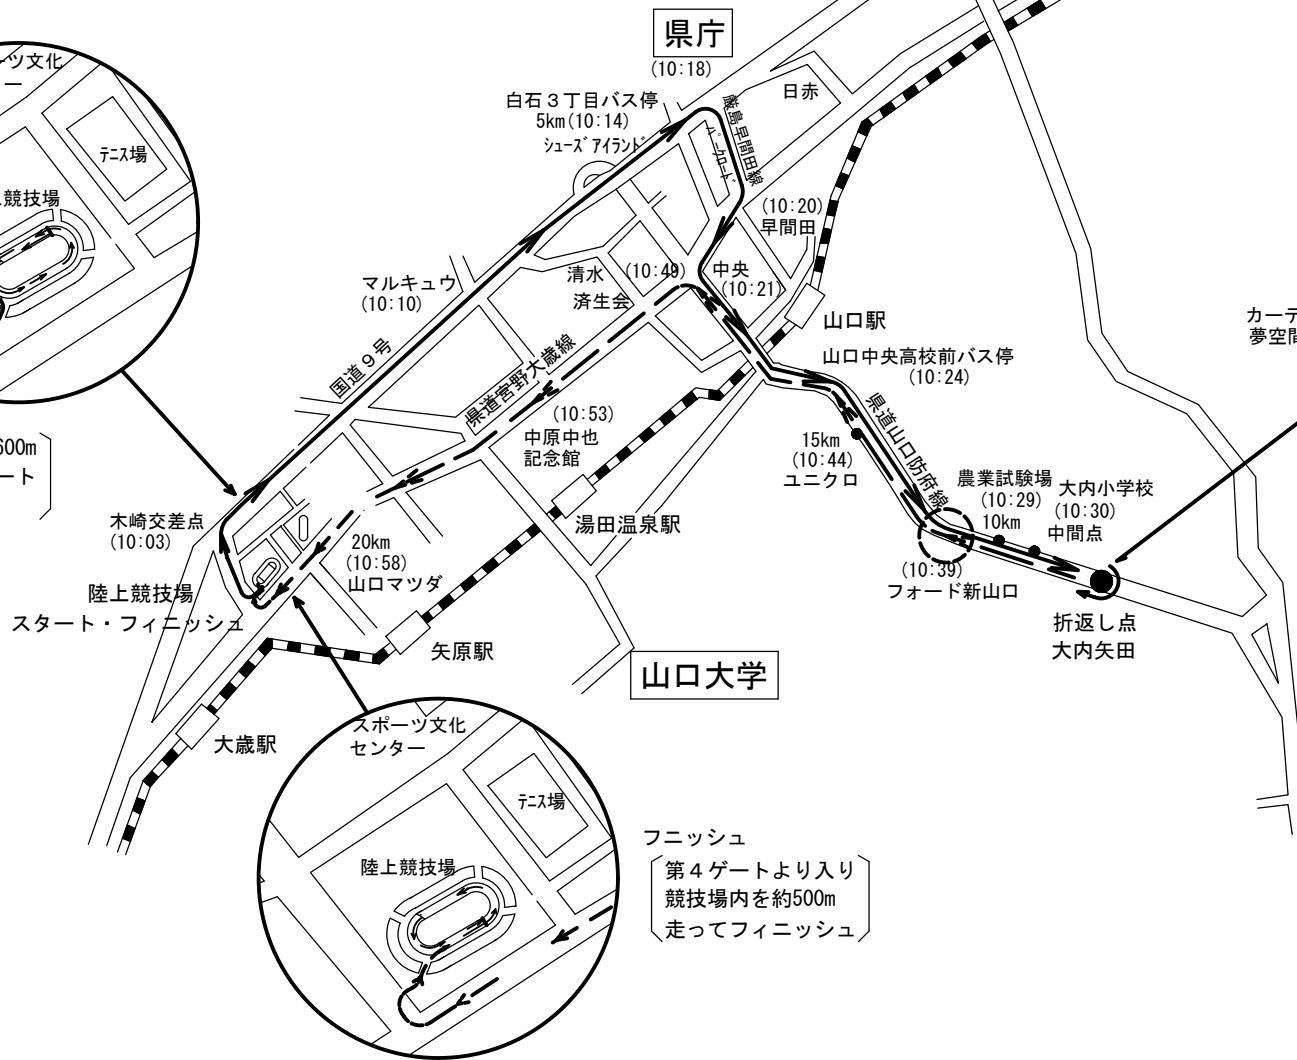 県庁
(10:18)
日赤
厳島早間田線
パークロード
白石３丁目バス停
5km(10:14)
シューズアイランド
ーツ文化
ー
テニス場
競技場
(10:20)
早間田
清水
(10:49)
済生会
中央
(10:21)
マルキュウ
(10:10)
国道９号
県道宮野大歳線
山口駅
山口中央高校前バス停
(10:24)
県道山口防府線
カーテ
夢空間
(10:53)
中原中也
記念館
15km
(10:44)
ユニクロ
600m
ート
農業試験場
(10:29)
10km
大内小学校
(10:30)
中間点
湯田温泉駅
木崎交差点
(10:03)
20km
(10:58)
山口マツダ
(10:39)
フォード新山口
陸上競技場
スタート・フィニッシュ
折返し点
大内矢田
矢原駅
山口大学
大歳駅
スポーツ文化
センター
テニス場
陸上競技場
フニッシュ
第４ゲートより入り
競技場内を約500m
走ってフィニッシュ